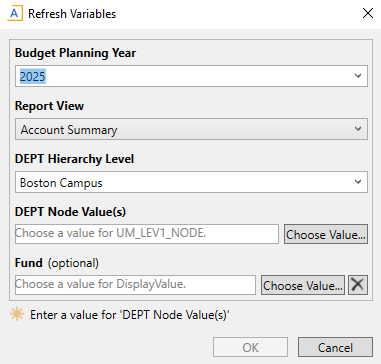 A Refresh Variables
Budget Planning Year
2025
Report View
Account Summary
DEPT Hierarchy Level
Boston Campus
DEPT Node Value(s)
Choose a value for UM_LEV1_NODE. Choose Value...
Fund (optional)
Choose a value for DisplayValue. Choose Value...
Enter a value for 'DEPT Node Value(s)'
OK Cancel